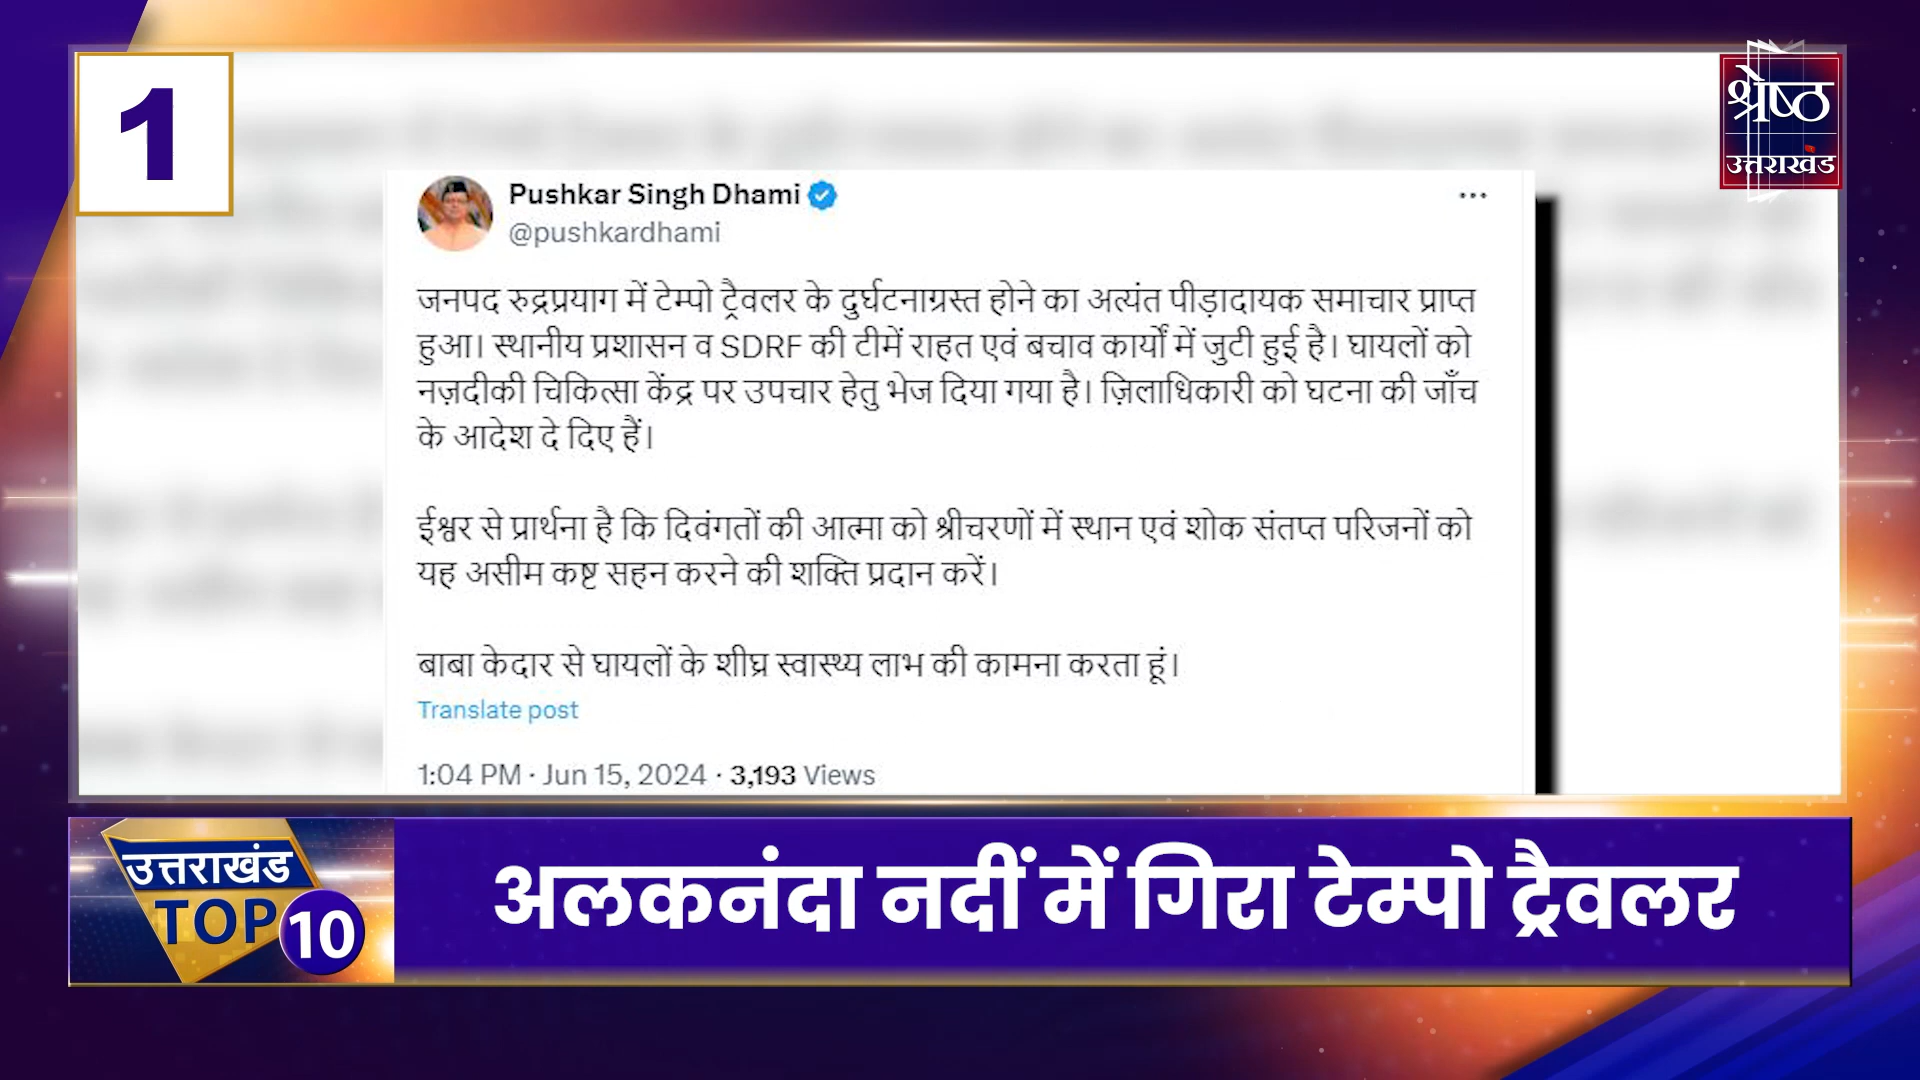 1
श्रेष्ठ
उत्तराखंड
Pushkar Singh Dhami
@pushkardhami
जनपद रुद्रप्रयाग में टेम्पो ट्रैवलर के दुर्घटनाग्रस्त होने का अत्यंत पीड़ादायक समाचार प्राप्त
हुआ। स्थानीय प्रशासन व SDRF की टीमें राहत एवं बचाव कार्यों में जुटी हुई है। घायलों को
नज़दीकी चिकित्सा केंद्र पर उपचार हेतु भेज दिया गया है। ज़िलाधिकारी को घटना की जाँच
के आदेश दे दिए हैं।
ईश्वर से प्रार्थना है कि दिवंगतों की आत्मा को श्रीचरणों में स्थान एवं शोक संतप्त परिजनों को
यह असीम कष्ट सहन करने की शक्ति प्रदान करें।
बाबा केदार से घायलों के शीघ्र स्वास्थ्य लाभ की कामना करता हूं।
Translate post
1:04 PM · Jun 15, 2024 · 3,193 Views
उत्तराखंड
TOP 10
अलकनंदा नदीं में गिरा टेम्पो ट्रैवलर